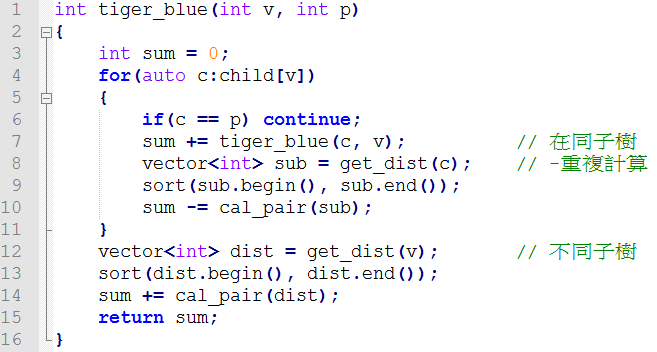 1 int tiger_blue(int v, int p)
2 {
3     int sum = 0;
4     for(auto c:child[v])
5     {
6         if(c == p) continue;
7         sum += tiger_blue(c, v);          // 在同子樹
8         vector<int> sub = get_dist(c);    // -重複計算
9         sort(sub.begin(), sub.end());
10         sum -= cal_pair(sub);
11     }
12     vector<int> dist = get_dist(v);       // 不同子樹
13     sort(dist.begin(), dist.end());
14     sum += cal_pair(dist);
15     return sum;
16 }